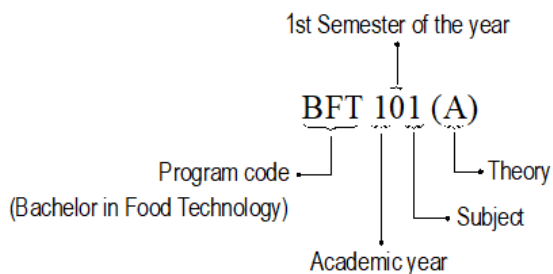 1st Semester of the year
BFT 101 (A)
Program code
(Bachelor in Food Technology)
Theory
Subject
Academic year